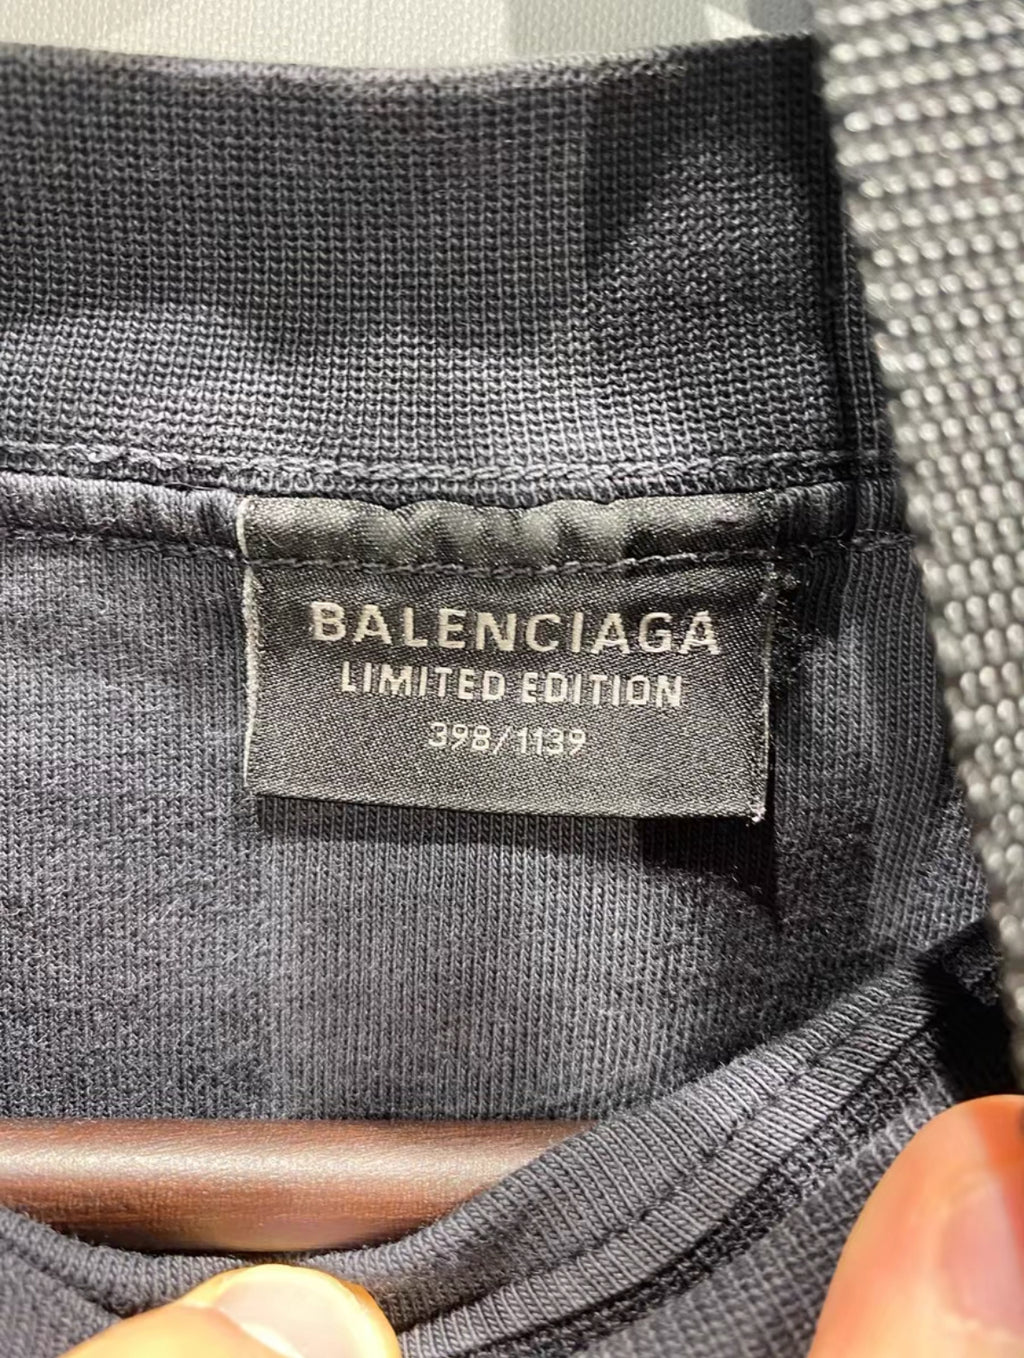 BALENCIAGA
LIMITED EDITION
398/1139